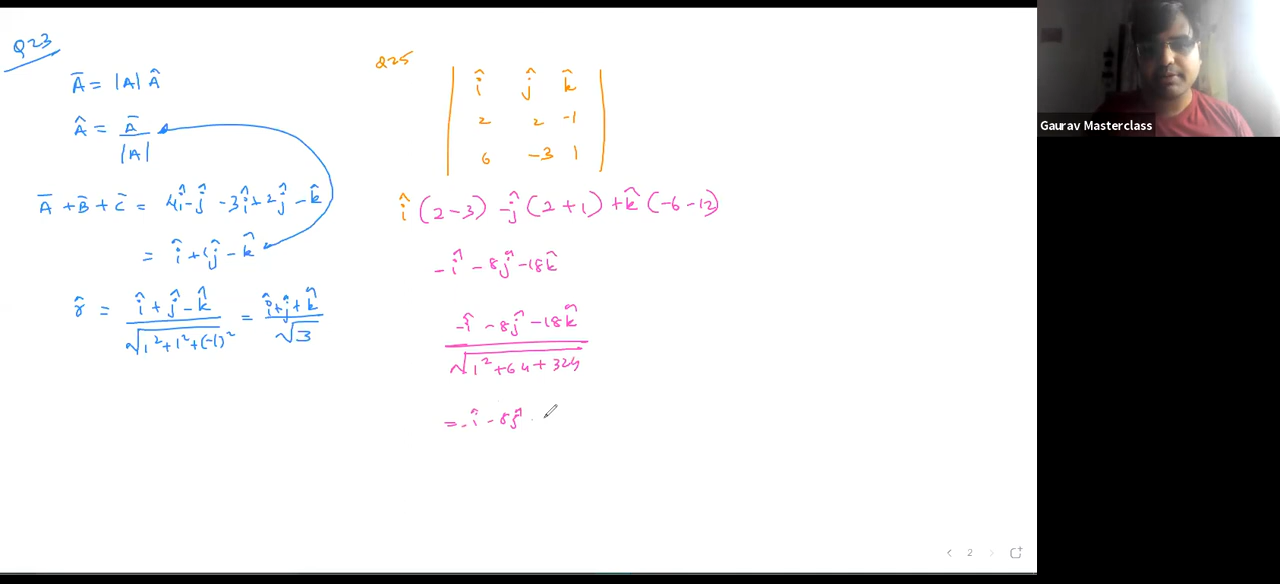 Q23
A̅ = |A| Â
Â = A̅ / |A|
A̅ + B̅ + C̅ = 4î - ĵ - 3î + 2ĵ - k̂
= î + 1ĵ - k̂
r̂ = (î + ĵ - k̂) / √(1² + 1² + (-1)²) = (î + ĵ + k̂) / √3
Q25
| î ĵ k̂ |
| 2 2 -1 |
| 6 -3 1 |
î (2-3) - ĵ (2+1) + k̂ (-6-12)
-î - 8ĵ - 18k̂
(-î - 8ĵ - 18k̂) / √(1² + 64 + 324)
= -î - 8ĵ
Gaurav Masterclass
2